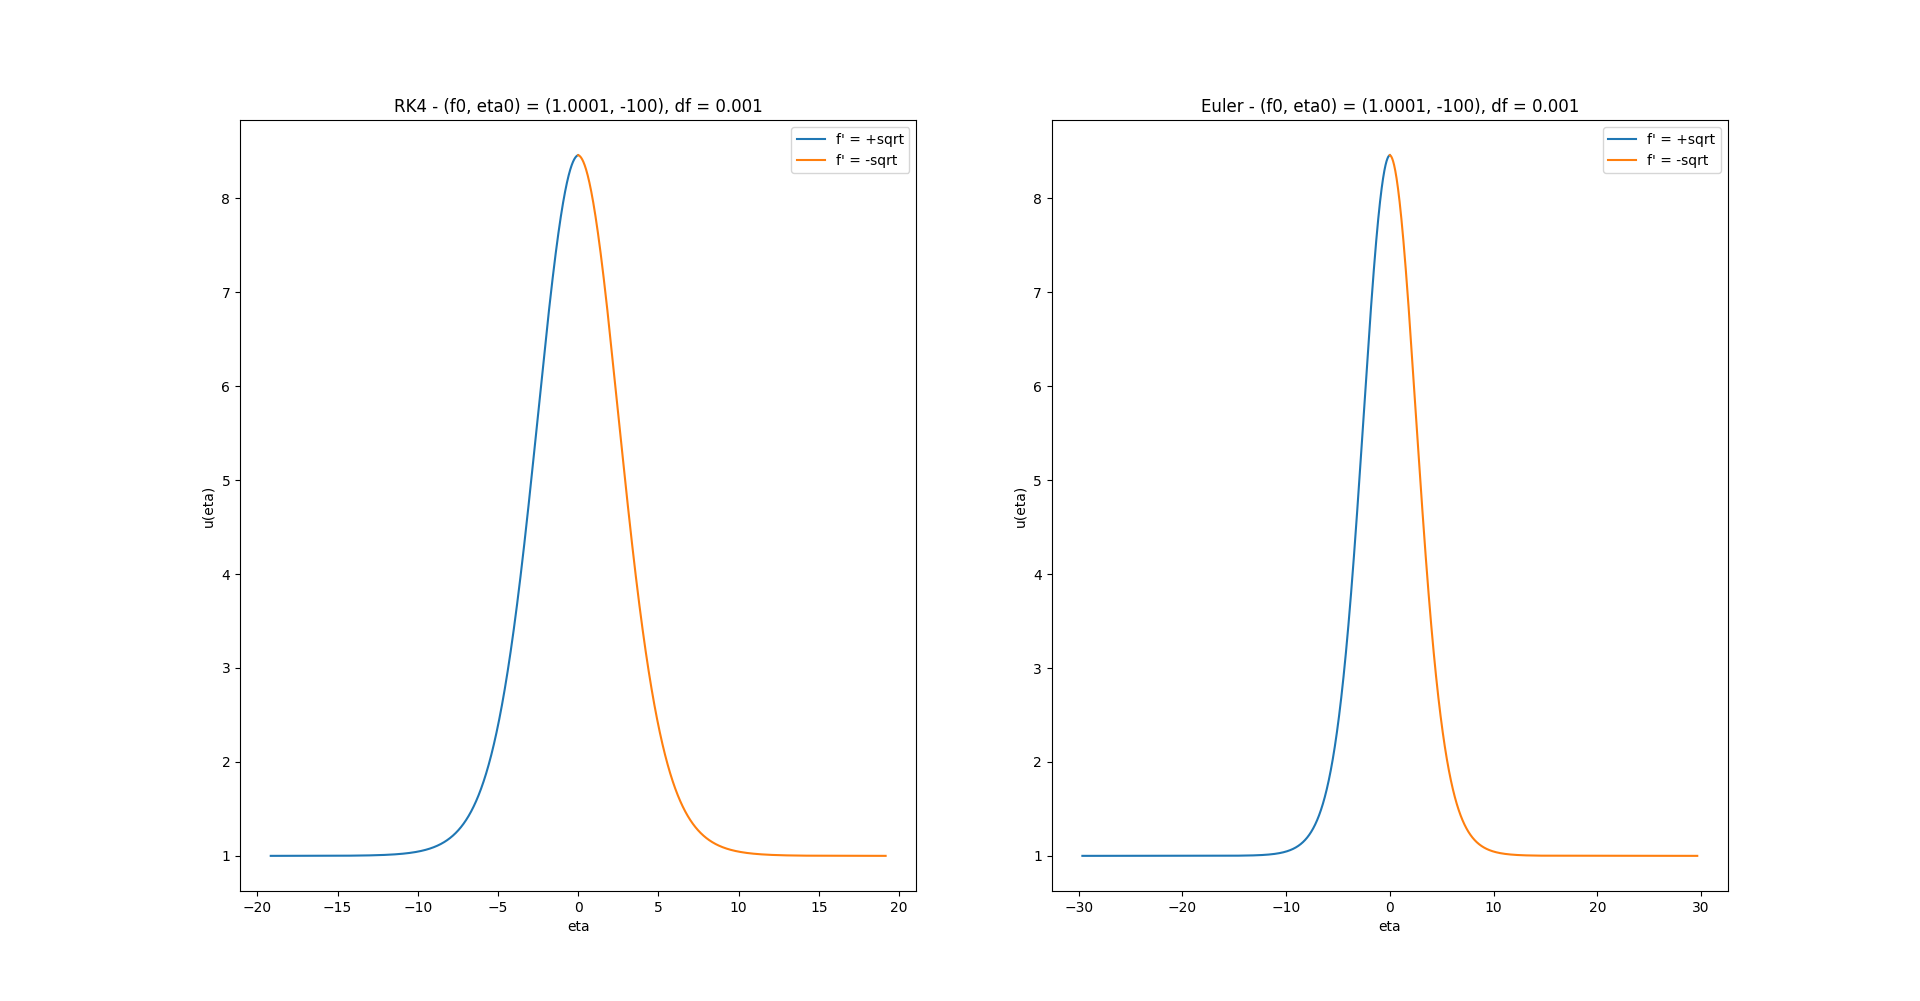 RK4 - (f0, eta0) = (1.0001, -100), df = 0.001
f' = +sqrt
f' = -sqrt
8
7
6
5
4
3
2
1
u(eta)
−20 −15 −10 −5 0 5 10 15 20
eta
Euler - (f0, eta0) = (1.0001, -100), df = 0.001
f' = +sqrt
f' = -sqrt
8
7
6
5
4
3
2
1
u(eta)
−30 −20 −10 0 10 20 30
eta